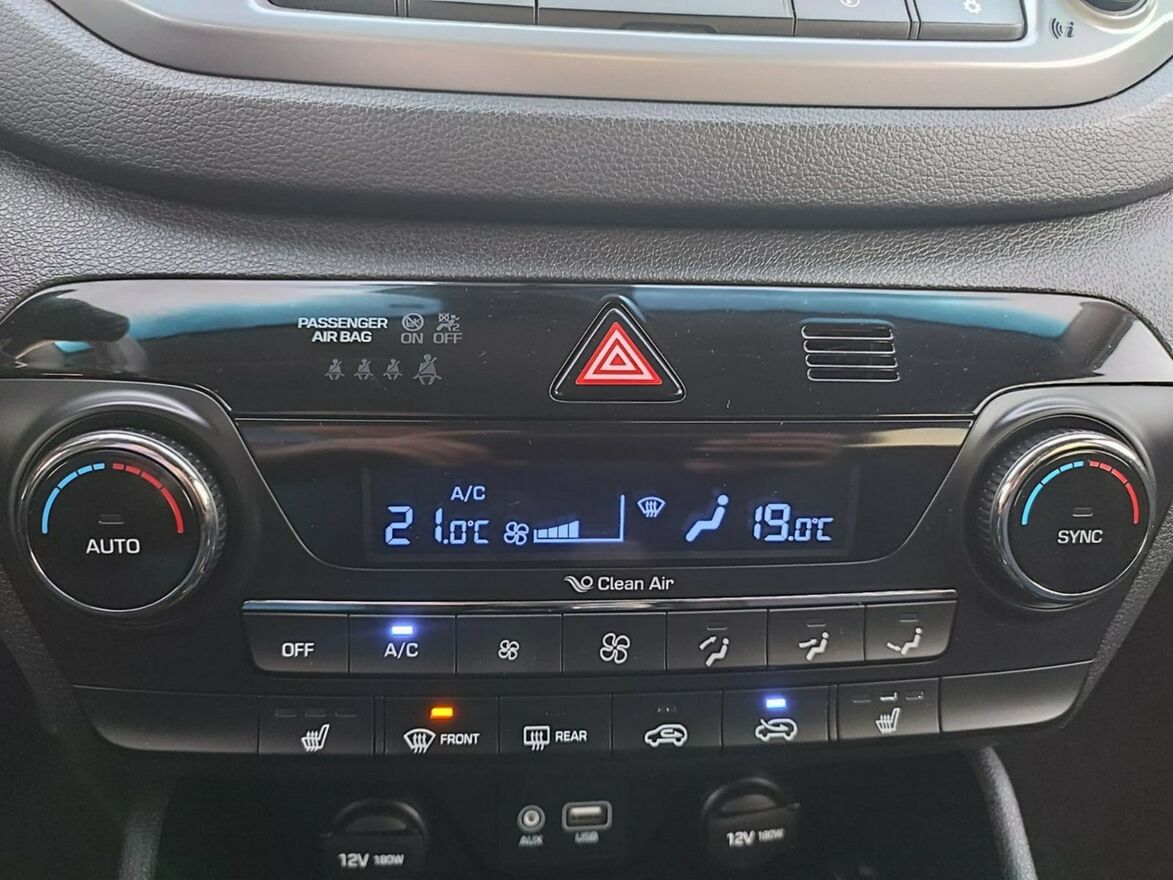 PASSENGER
AIR BAG
ON OFF
A/C
21.0°C 19.0°C
Clean Air
AUTO
SYNC
OFF A/C
FRONT REAR
AUX USB
12V 180W
12V 180W